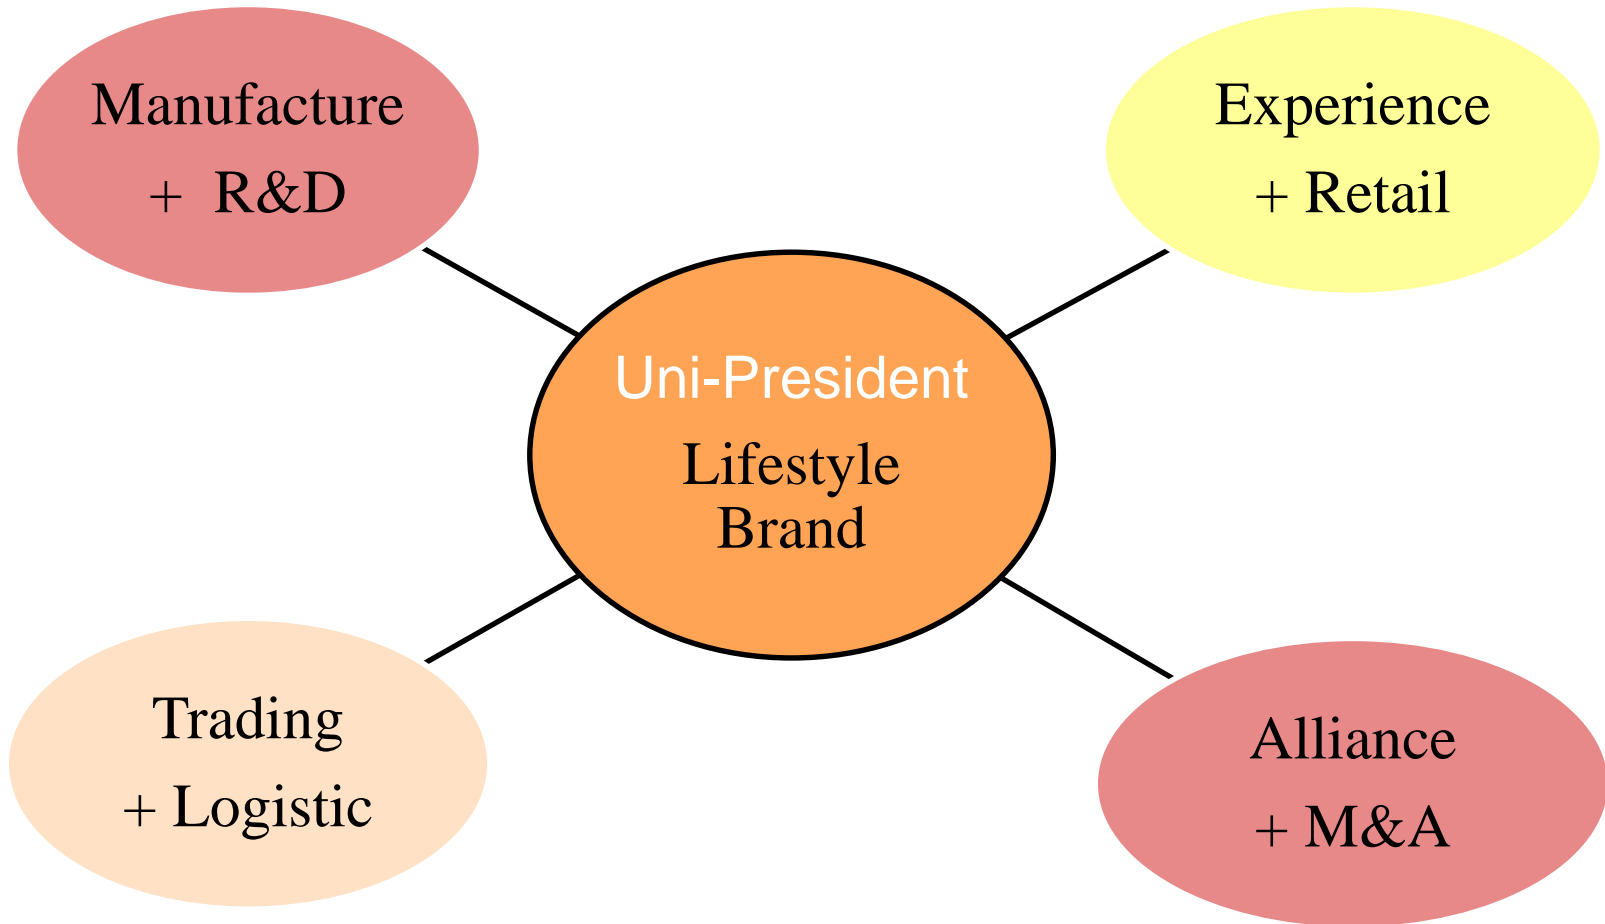 Manufacture
+ R&D
Experience
+ Retail
Uni-President
Lifestyle
Brand
Trading
+ Logistic
Alliance
+ M&A